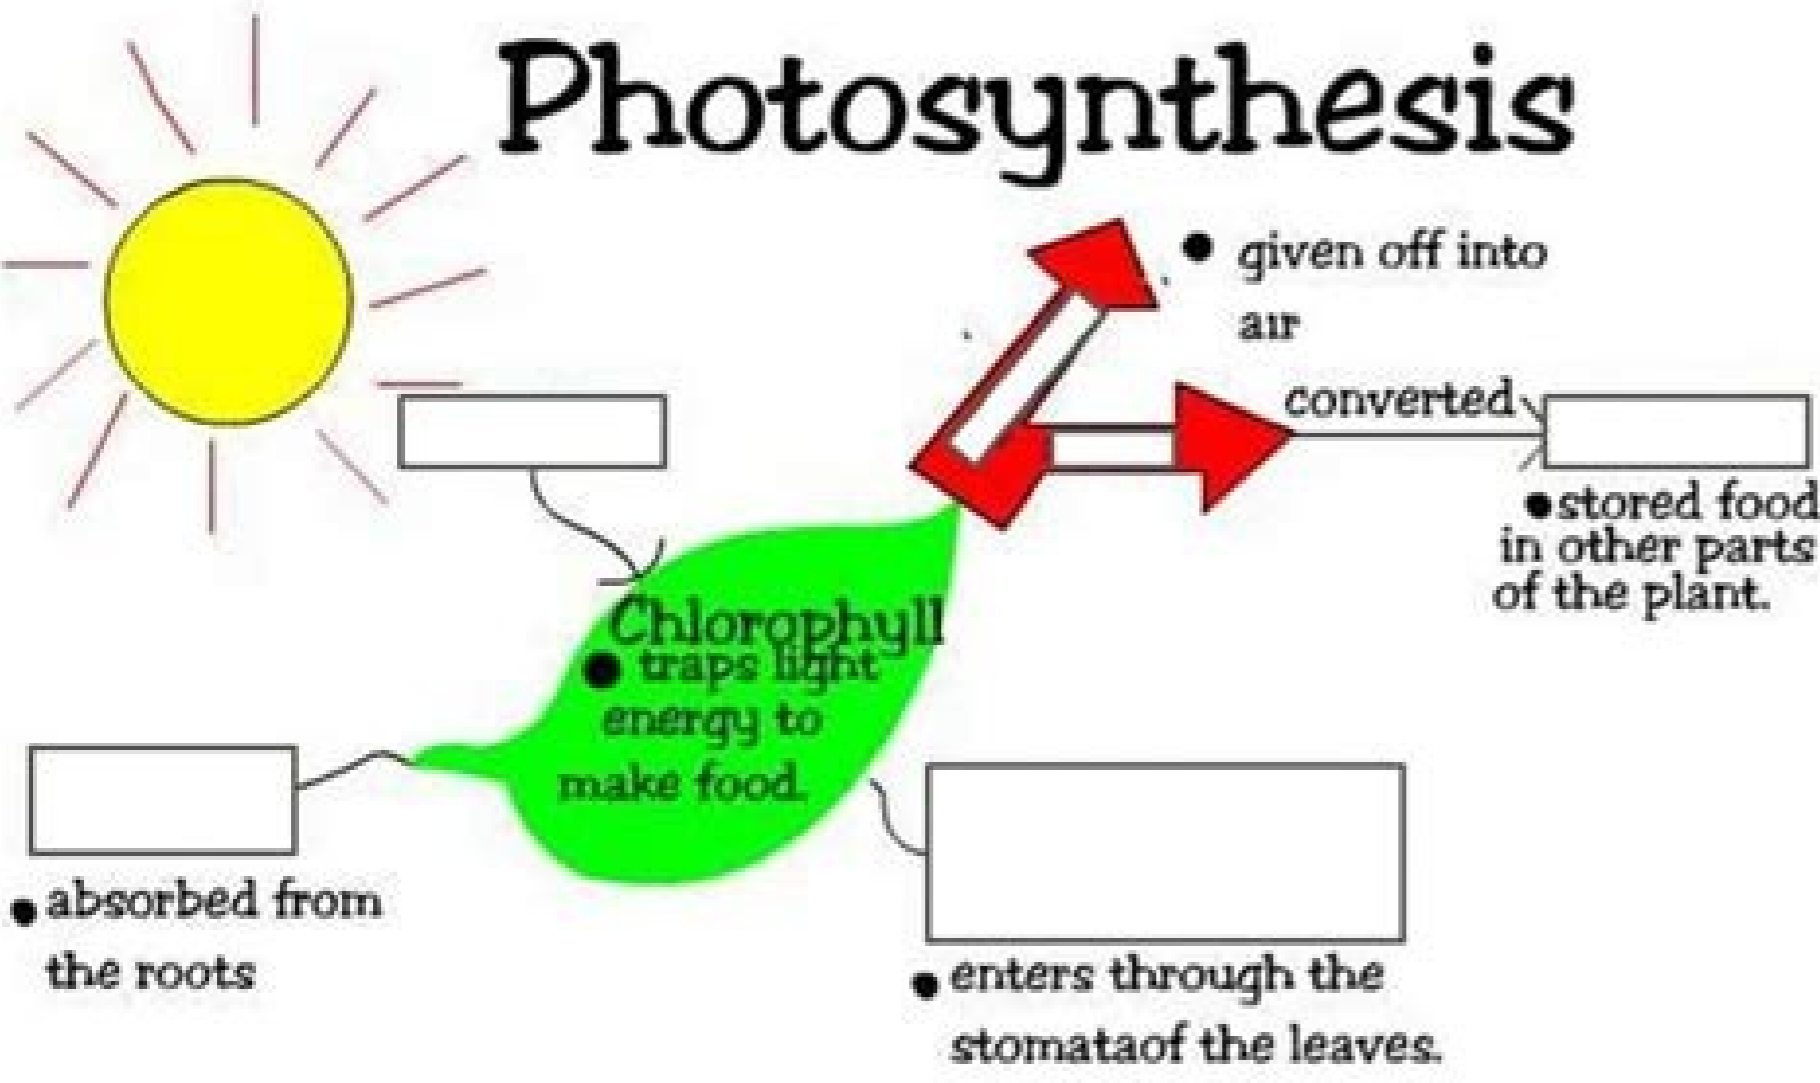 Photosynthesis
● given off into
air
converted
●stored food
in other parts
of the plant.
Chlorophyll
● traps light
energy to
make food.
●absorbed from
the roots
● enters through the
stomataof the leaves.